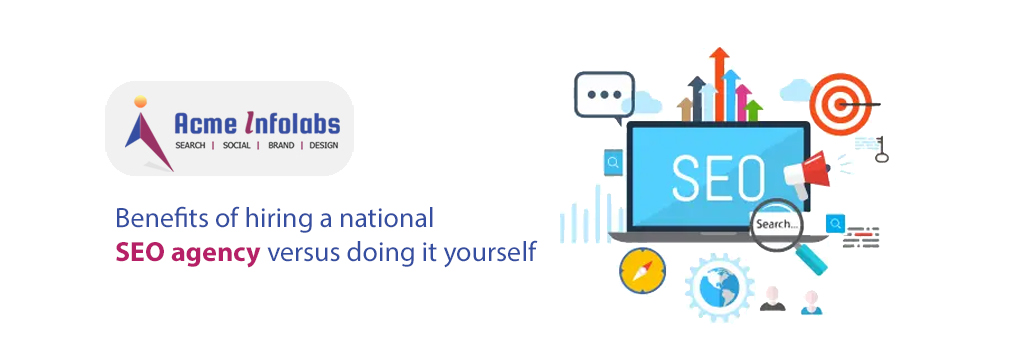 Acme Infolabs
SEARCH | SOCIAL | BRAND | DESIGN
Benefits of hiring a national
SEO agency versus doing it yourself
SEO
Search...